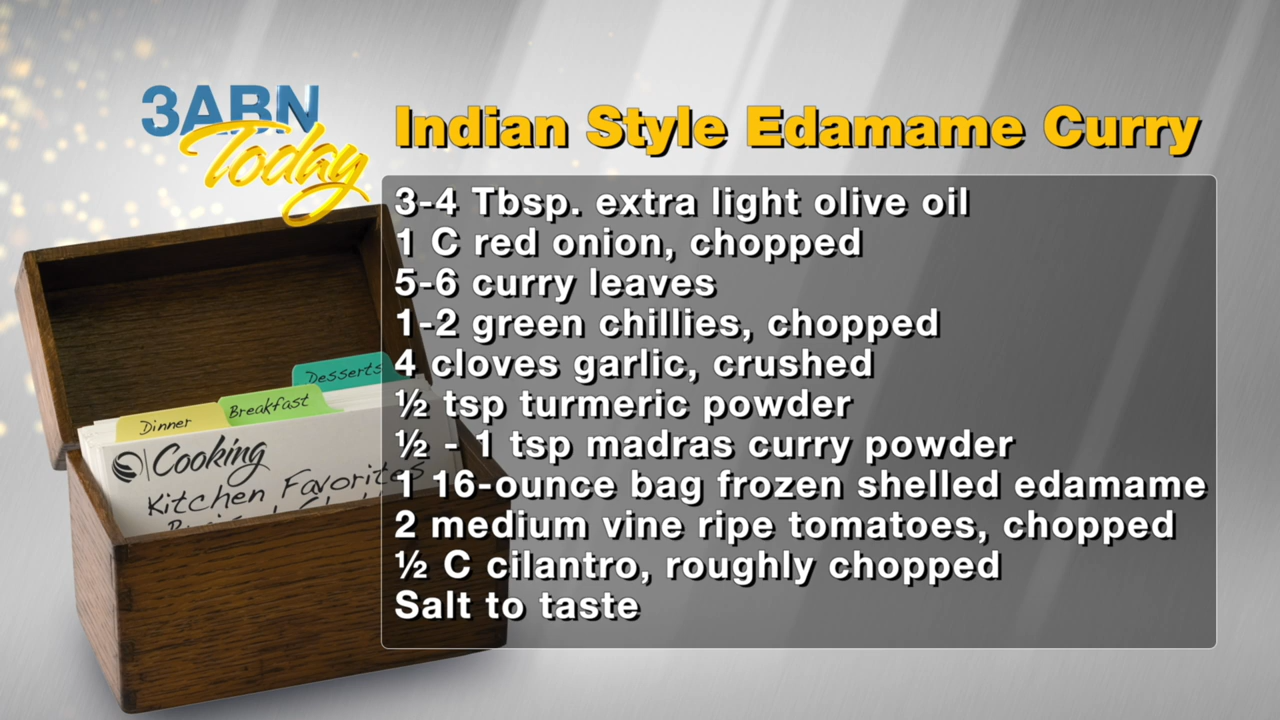 3ABN
Today
Indian Style Edamame Curry
3-4 Tbsp. extra light olive oil
1 C red onion, chopped
5-6 curry leaves
1-2 green chillies, chopped
4 cloves garlic, crushed
½ tsp turmeric powder
½ - 1 tsp madras curry powder
1 16-ounce bag frozen shelled edamame
2 medium vine ripe tomatoes, chopped
½ C cilantro, roughly chopped
Salt to taste
Desserts
Breakfast
Dinner
Cooking
Kitchen Favorites